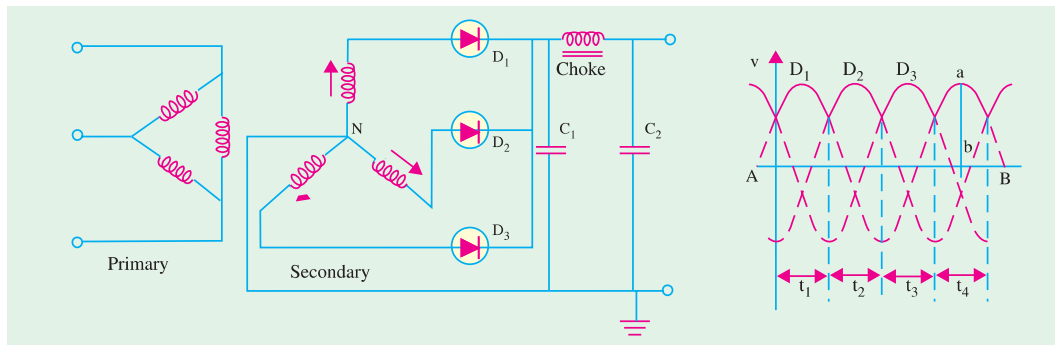 D1
Choke
N
D2
C1
C2
D3
Primary
Secondary
v
D1
D2
D3
a
b
A
B
t1
t2
t3
t4